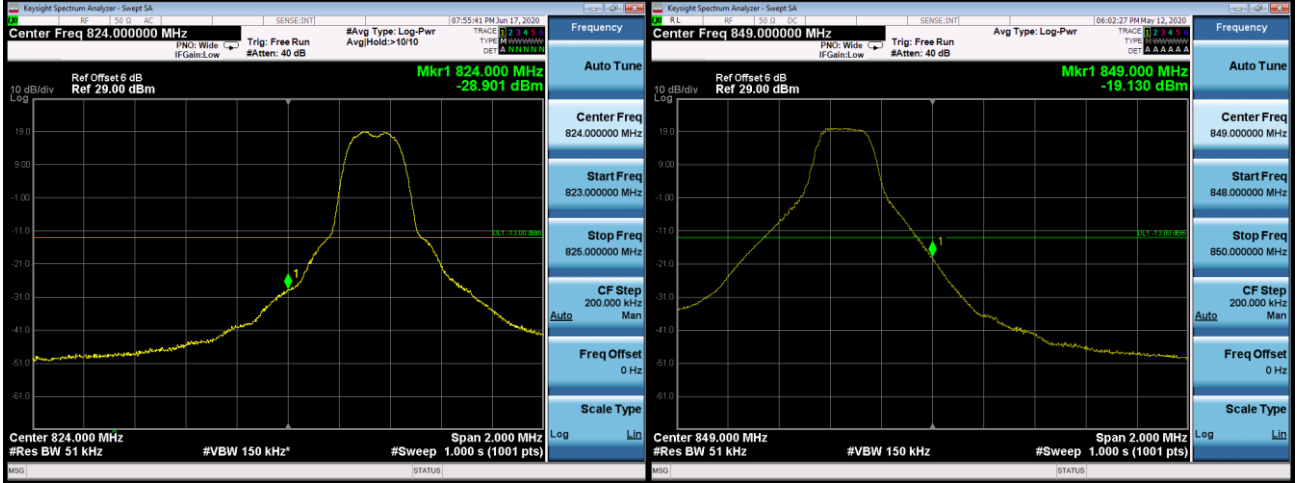 Keysight Spectrum Analyzer - Swept SA
RF 50 Ω AC SENSE:INT 07:55:41 PM Jun 17, 2020
Center Freq 824.000000 MHz
PNO: Wide
IFGain:Low
Trig: Free Run
#Atten: 40 dB
#Avg Type: Log-Pwr
Avg|Hold:>10/10
TRACE 1 2 3 4 5 6
TYPE M W W W W W
DET A N N N N N
Ref Offset 6 dB
10 dB/div Ref 29.00 dBm
Log
Mkr1 824.000 MHz
-28.901 dBm
19.0
9.00
-1.00
-11.0
-21.0
-31.0
-41.0
-51.0
-61.0
DL1 -13.00 dBm
1
Center 824.000 MHz Span 2.000 MHz
#Res BW 51 kHz #VBW 150 kHz* #Sweep 1.000 s (1001 pts)
MSG STATUS
Frequency
Auto Tune
Center Freq
824.000000 MHz
Start Freq
823.000000 MHz
Stop Freq
825.000000 MHz
CF Step
200.000 kHz
Auto Man
Freq Offset
0 Hz
Scale Type
Log Lin
Keysight Spectrum Analyzer - Swept SA
RL RF 50 Ω DC SENSE:INT 06:02:27 PM May 12, 2020
Center Freq 849.000000 MHz
PNO: Wide
IFGain:Low
Trig: Free Run
#Atten: 40 dB
Avg Type: Log-Pwr
TRACE 1 2 3 4 5 6
TYPE M W W W W W
DET A A A A A A
Ref Offset 6 dB
10 dB/div Ref 29.00 dBm
Log
Mkr1 849.000 MHz
-19.130 dBm
19.0
9.00
-1.00
-11.0
-21.0
-31.0
-41.0
-51.0
-61.0
DL1 -13.00 dBm
1
Center 849.000 MHz Span 2.000 MHz
#Res BW 51 kHz #VBW 150 kHz #Sweep 1.000 s (1001 pts)
MSG STATUS
Frequency
Auto Tune
Center Freq
849.000000 MHz
Start Freq
848.000000 MHz
Stop Freq
850.000000 MHz
CF Step
200.000 kHz
Auto Man
Freq Offset
0 Hz
Scale Type
Log Lin